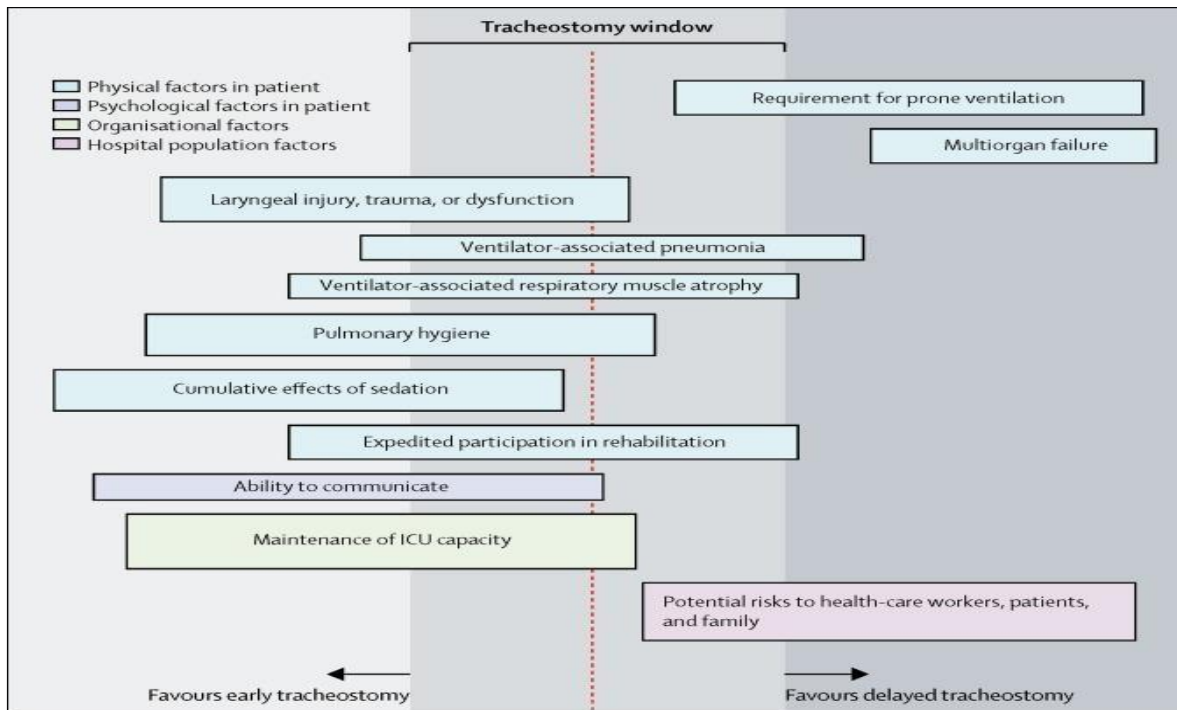 Tracheostomy window
Physical factors in patient
Psychological factors in patient
Organisational factors
Hospital population factors
Requirement for prone ventilation
Multiorgan failure
Laryngeal injury, trauma, or dysfunction
Ventilator-associated pneumonia
Ventilator-associated respiratory muscle atrophy
Pulmonary hygiene
Cumulative effects of sedation
Expedited participation in rehabilitation
Ability to communicate
Maintenance of ICU capacity
Potential risks to health-care workers, patients,
and family
Favours early tracheostomy
Favours delayed tracheostomy